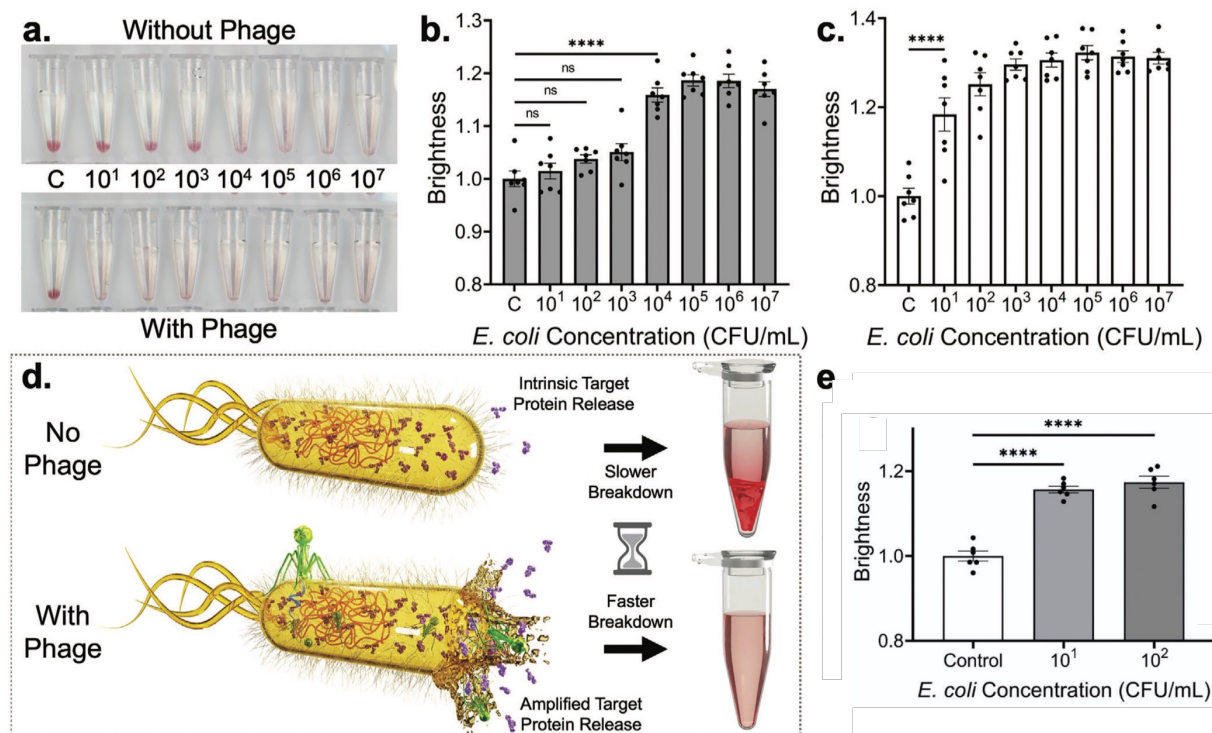 a.
Without Phage
C 10¹ 10² 10³ 10⁴ 10⁵ 10⁶ 10⁷
With Phage
b.
Brightness
1.3
1.2
1.1
1.0
0.9
0.8
ns
ns
ns
****
C 10¹ 10² 10³ 10⁴ 10⁵ 10⁶ 10⁷
E. coli Concentration (CFU/mL)
c.
Brightness
1.4
1.2
1.0
0.8
****
C 10¹ 10² 10³ 10⁴ 10⁵ 10⁶ 10⁷
E. coli Concentration (CFU/mL)
d.
No
Phage
Intrinsic Target
Protein Release
Slower
Breakdown
With
Phage
Faster
Breakdown
Amplified Target
Protein Release
e.
Brightness
1.2
1.0
0.8
****
****
Control 10¹ 10²
E. coli Concentration (CFU/mL)